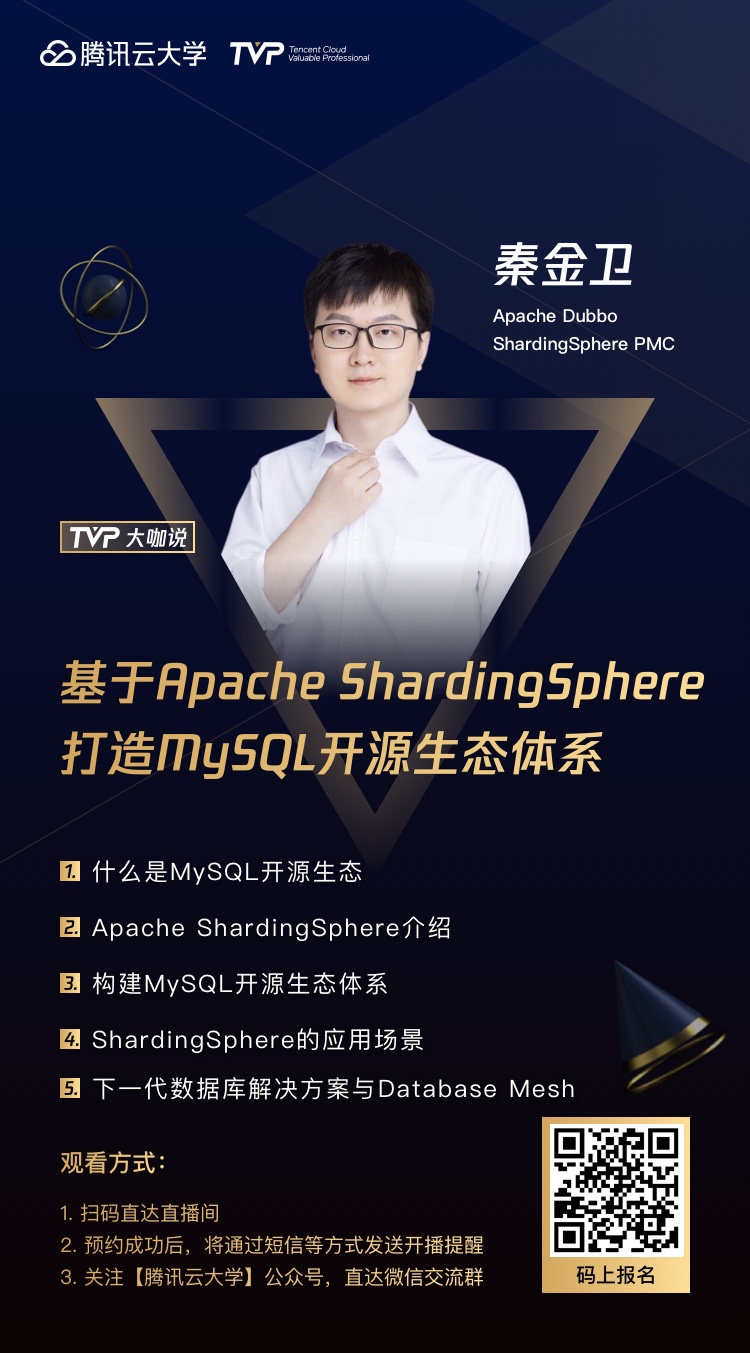 腾讯云大学
TVP Tencent Cloud
Valuable Professional
秦金卫
Apache Dubbo
ShardingSphere PMC
TVP 大咖说
基于Apache ShardingSphere
打造MySQL开源生态体系
1. 什么是MySQL开源生态
2. Apache ShardingSphere介绍
3. 构建MySQL开源生态体系
4. ShardingSphere的应用场景
5. 下一代数据库解决方案与Database Mesh
观看方式：
1. 扫码直达直播间
2. 预约成功后，将通过短信等方式发送开播提醒
3. 关注【腾讯云大学】公众号，直达微信交流群
码上报名